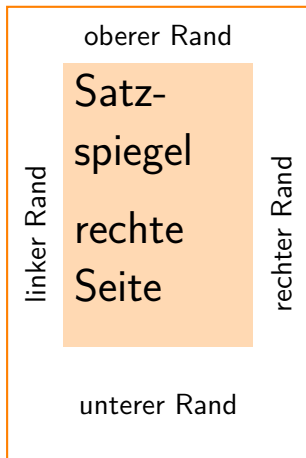 oberer Rand
Satz-
spiegel
rechte
Seite
linker Rand
rechter Rand
unterer Rand